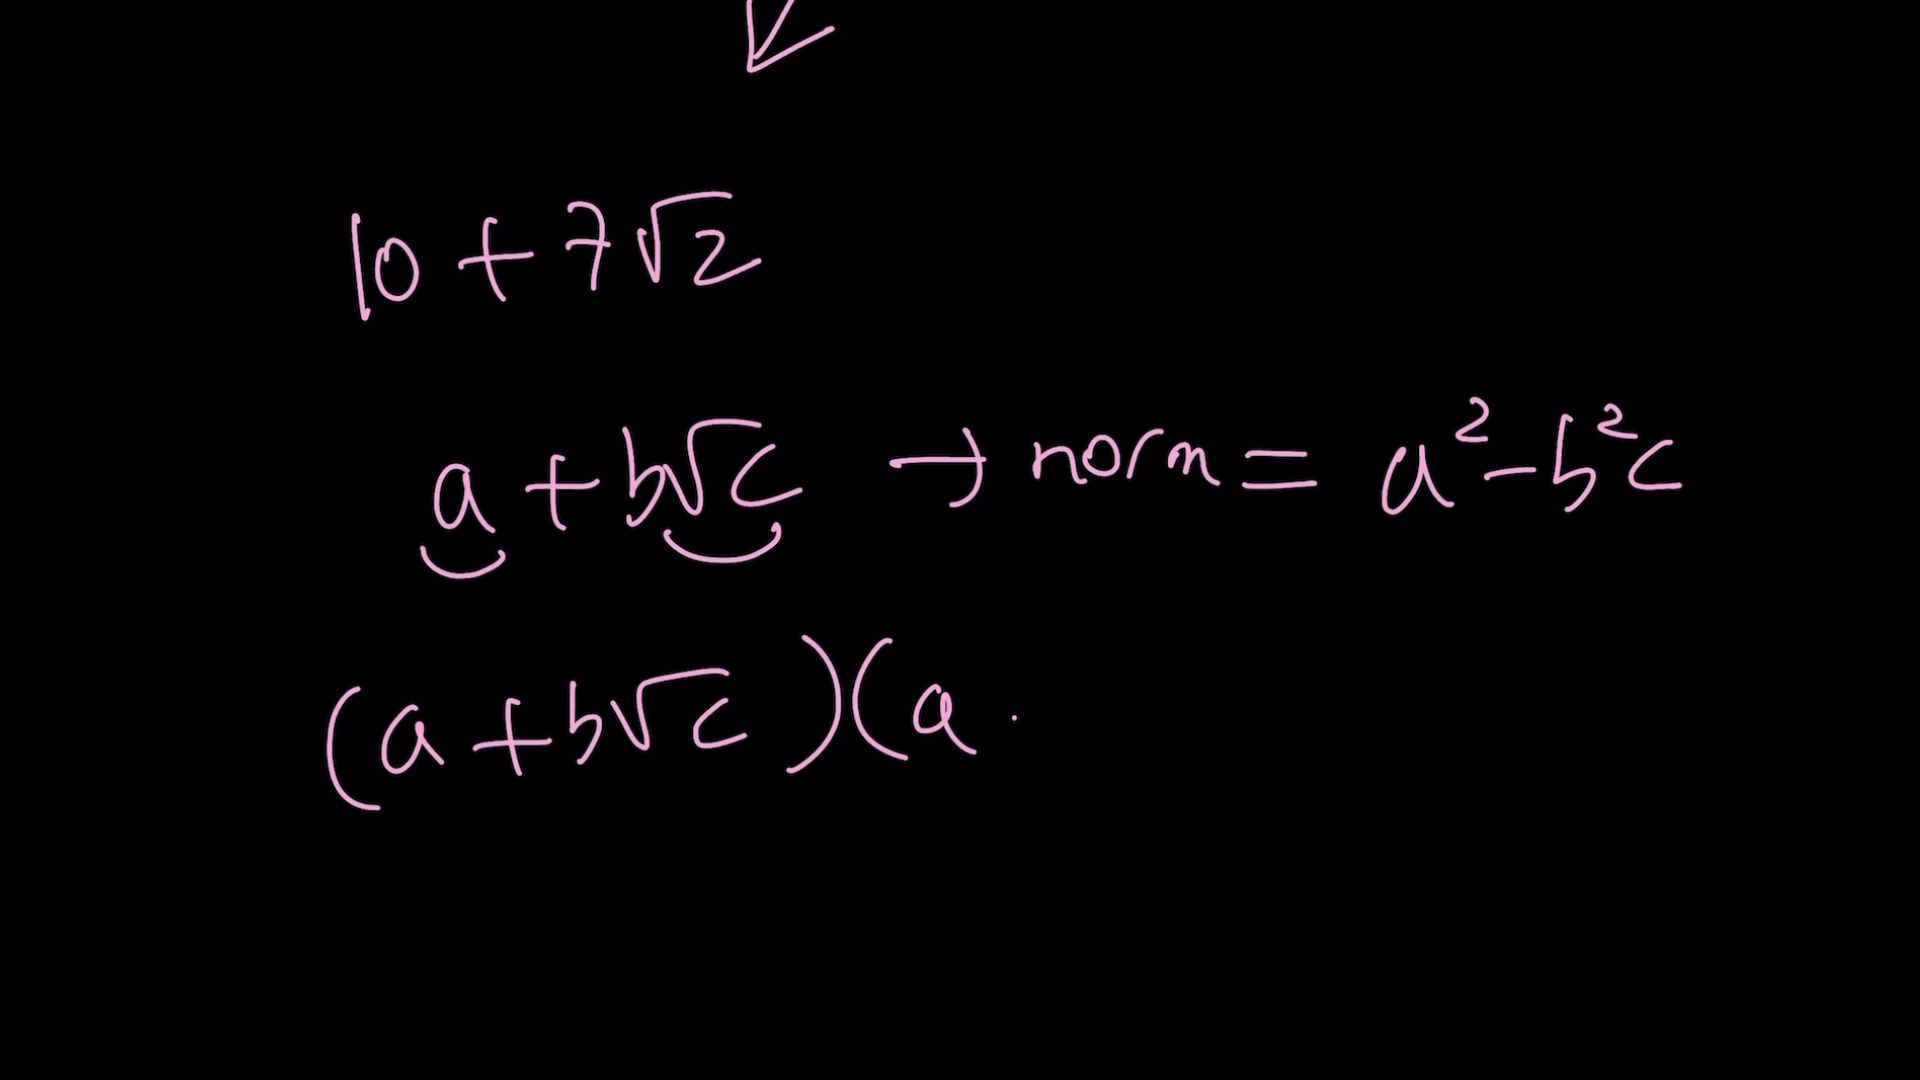 10 + 7√2
a + b√c → norm = a² - b²c
(a + b√c)(a